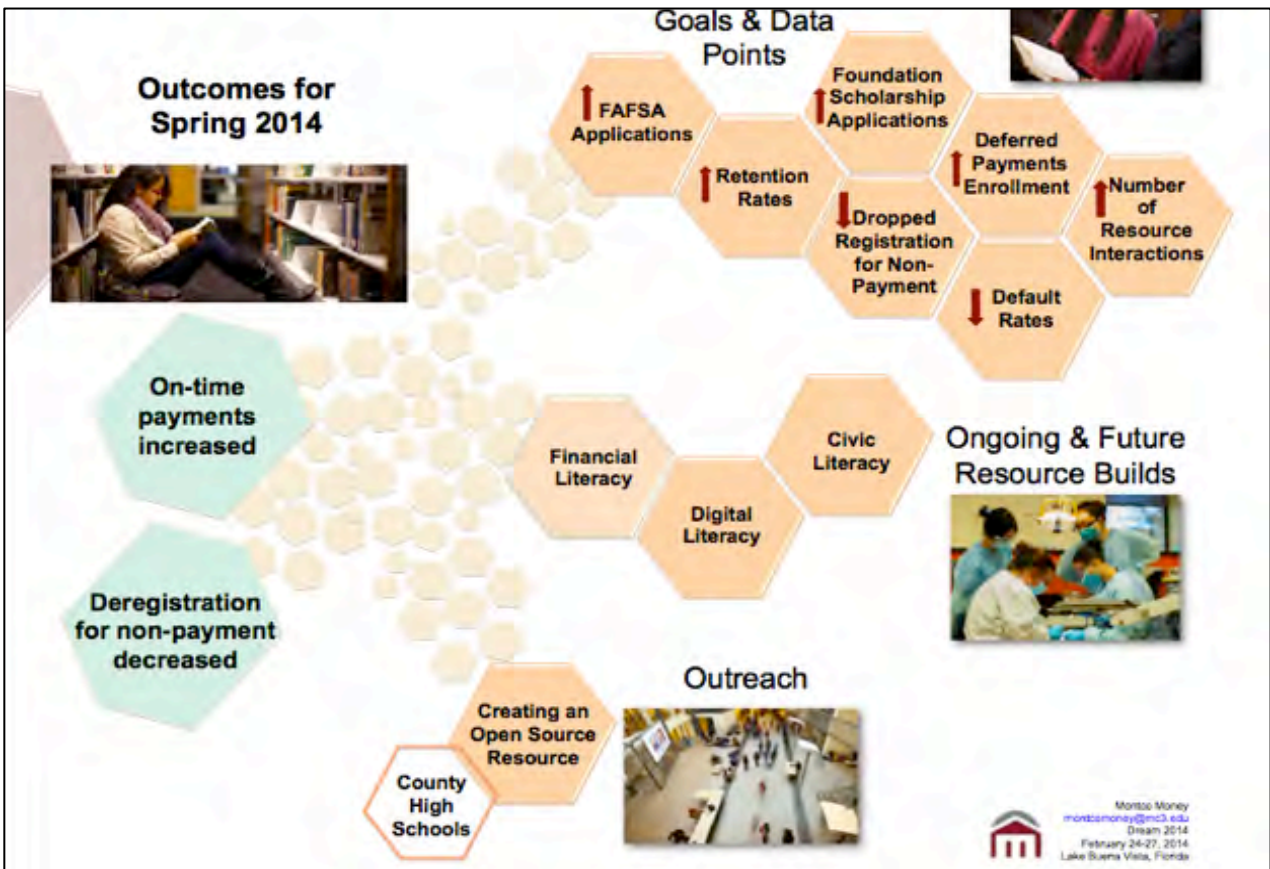 Goals & Data
Points
Outcomes for
Spring 2014
FAFSA
Applications
Foundation
Scholarship
Applications
Retention
Rates
Deferred
Payments
Enrollment
Dropped
Registration
for Non-
Payment
Number
of
Resource
Interactions
Default
Rates
On-time
payments
increased
Financial
Literacy
Digital
Literacy
Civic
Literacy
Ongoing & Future
Resource Builds
Deregistration
for non-payment
decreased
Outreach
Creating an
Open Source
Resource
County
High
Schools
Montco Money
montcomoney@mc3.edu
Dream 2014
February 24-27, 2014
Lake Buena Vista, Florida